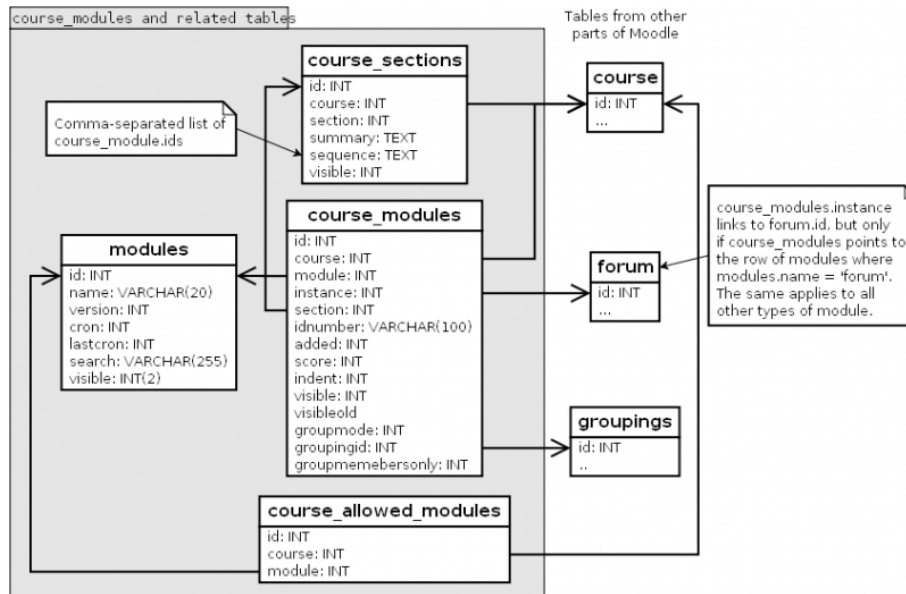 course_modules and related tables
Tables from other
parts of Moodle
course_sections
id: INT
course: INT
section: INT
summary: TEXT
sequence: TEXT
visible: INT
course
id: INT
...
Comma-separated list of
course_module.ids
course_modules
id: INT
course: INT
module: INT
instance: INT
section: INT
idnumber: VARCHAR(100)
added: INT
score: INT
indent: INT
visible: INT
visibleold
groupmode: INT
groupingid: INT
groupmemebersonly: INT
modules
id: INT
name: VARCHAR(20)
version: INT
cron: INT
lastcron: INT
search: VARCHAR(255)
visible: INT(2)
forum
id: INT
...
course_modules.instance
links to forum.id, but only
if course_modules points to
the row of modules where
modules.name = 'forum'.
The same applies to all
other types of module.
groupings
id: INT
..
course_allowed_modules
id: INT
course: INT
module: INT